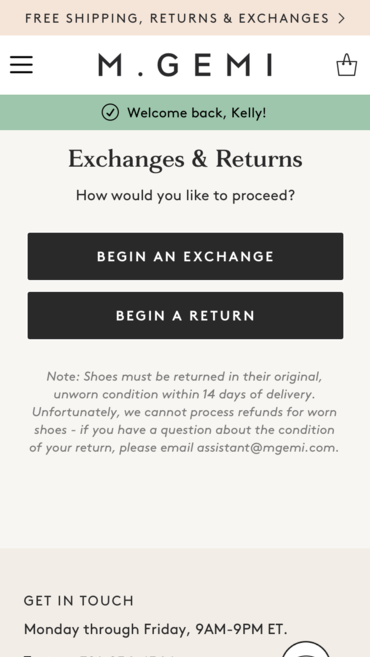 FREE SHIPPING, RETURNS & EXCHANGES
M.GEMI
Welcome back, Kelly!
Exchanges & Returns
How would you like to proceed?
BEGIN AN EXCHANGE
BEGIN A RETURN
Note: Shoes must be returned in their original,
unworn condition within 14 days of delivery.
Unfortunately, we cannot process refunds for worn
shoes - if you have a question about the condition
of your return, please email assistant@mgemi.com.
GET IN TOUCH
Monday through Friday, 9AM-9PM ET.